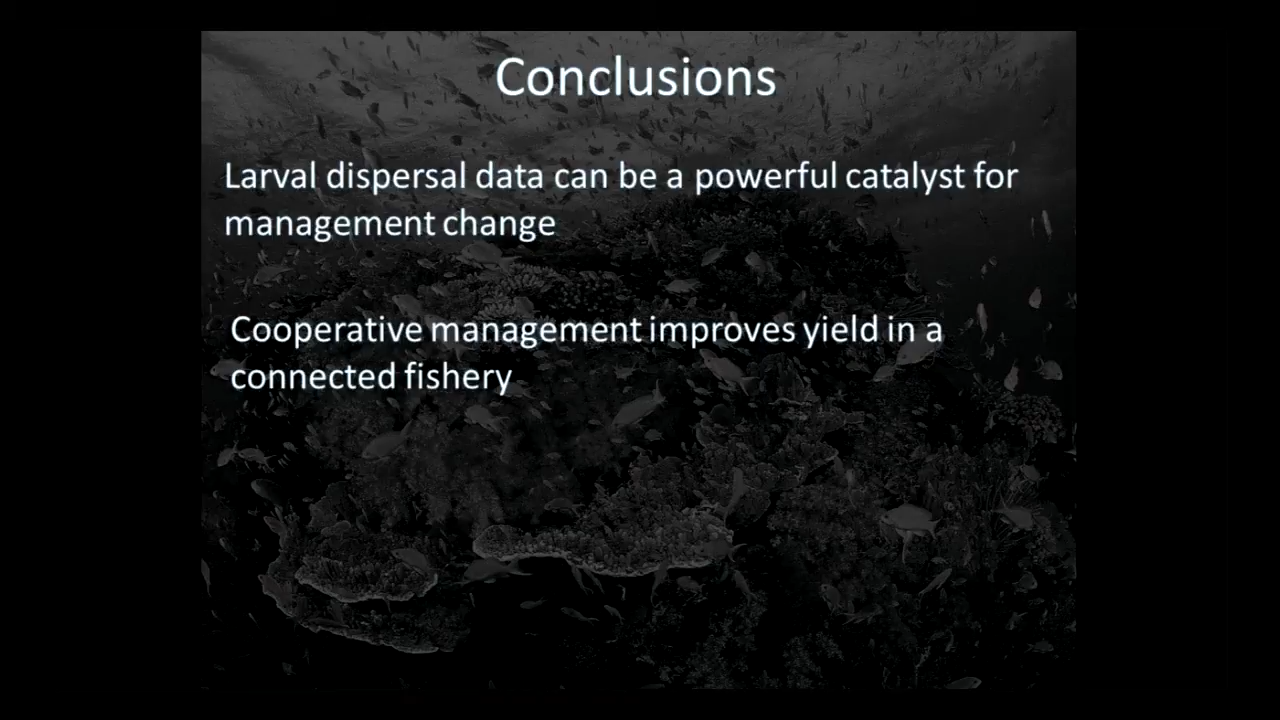 Conclusions
Larval dispersal data can be a powerful catalyst for
management change
Cooperative management improves yield in a
connected fishery